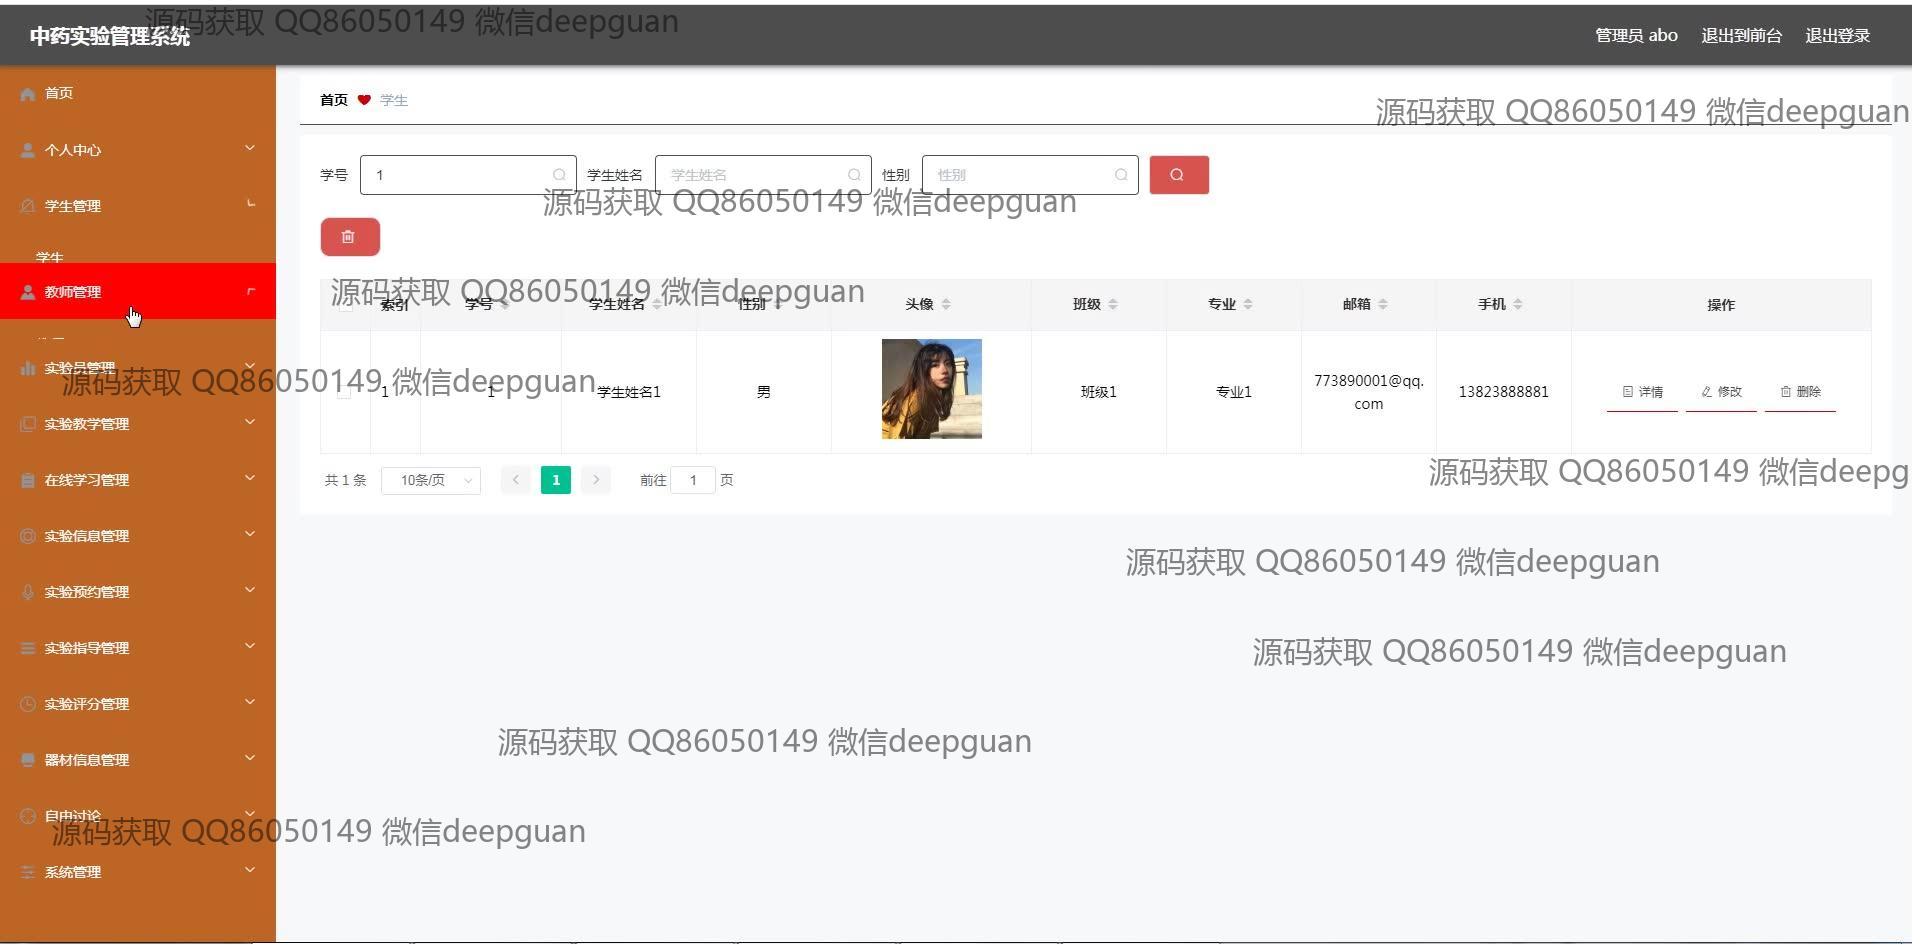 中药实验管理系统
源码获取 QQ86050149 微信deepguan
管理员 abo 退出到前台 退出登录
首页
个人中心
学生管理
学生
教师管理
实验员管理
实验教学管理
在线学习管理
实验信息管理
实验预约管理
实验指导管理
实验评分管理
器材信息管理
自由讨论
系统管理
首页 学生
源码获取 QQ86050149 微信deepguan
学号 1 学生姓名 学生姓名 性别 性别
源码获取 QQ86050149 微信deepguan
源码获取 QQ86050149 微信deepguan
索引 学号 学生姓名 性别 头像 班级 专业 邮箱 手机 操作
1 1 学生姓名1 男 班级1 专业1 773890001@qq.com 13823888881 详情 修改 删除
源码获取 QQ86050149 微信deepguan
共 1 条 10条/页 1 前往 1 页
源码获取 QQ86050149 微信deepg
源码获取 QQ86050149 微信deepguan
源码获取 QQ86050149 微信deepguan
源码获取 QQ86050149 微信deepguan
源码获取 QQ86050149 微信deepguan